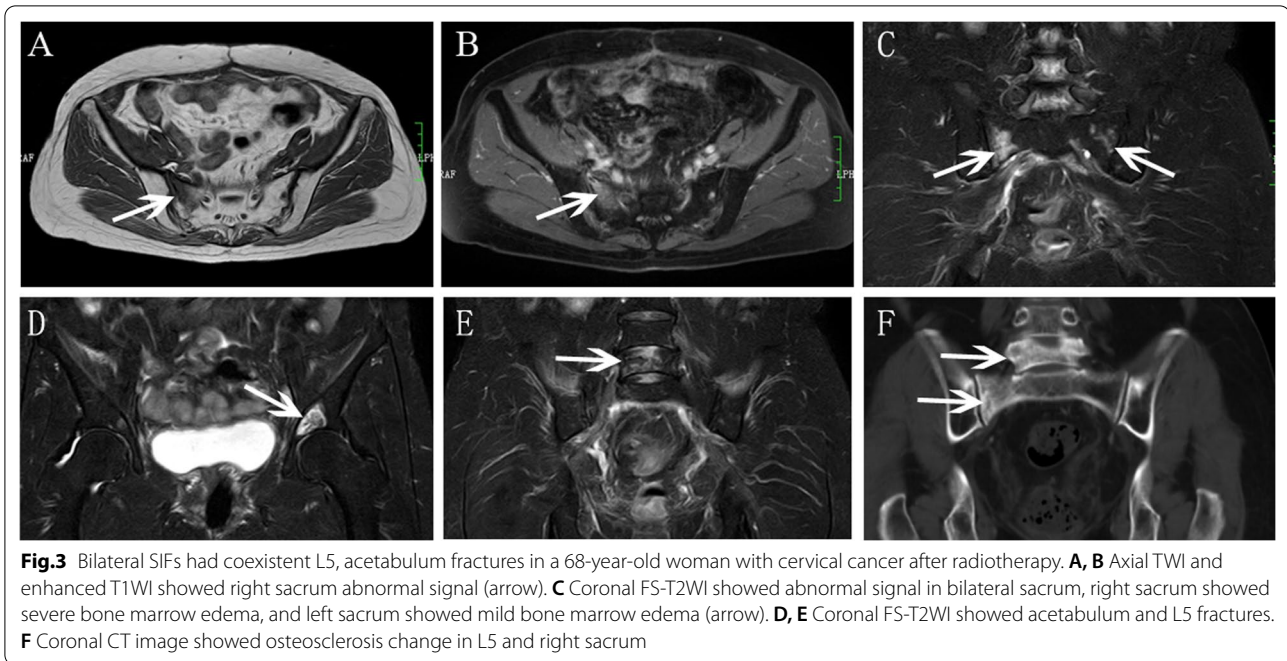 A
B
C
RAF
LPH
RAF
LPH
D
E
F
Fig.3 Bilateral SIFs had coexistent L5, acetabulum fractures in a 68-year-old woman with cervical cancer after radiotherapy. A, B Axial TWI and
enhanced T1WI showed right sacrum abnormal signal (arrow). C Coronal FS-T2WI showed abnormal signal in bilateral sacrum, right sacrum showed
severe bone marrow edema, and left sacrum showed mild bone marrow edema (arrow). D, E Coronal FS-T2WI showed acetabulum and L5 fractures.
F Coronal CT image showed osteosclerosis change in L5 and right sacrum